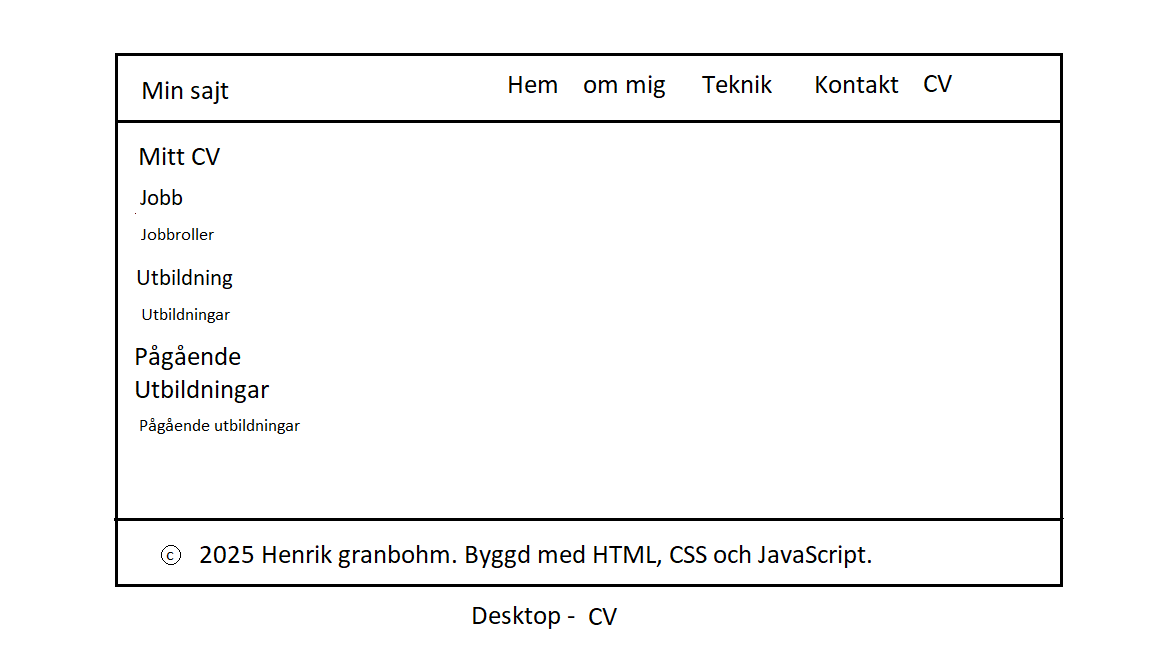 Min sajt Hem om mig Teknik Kontakt CV
Mitt CV
Jobb
Jobbroller
Utbildning
Utbildningar
Pågående
Utbildningar
Pågående utbildningar
© 2025 Henrik granbohm. Byggd med HTML, CSS och JavaScript.
Desktop - CV